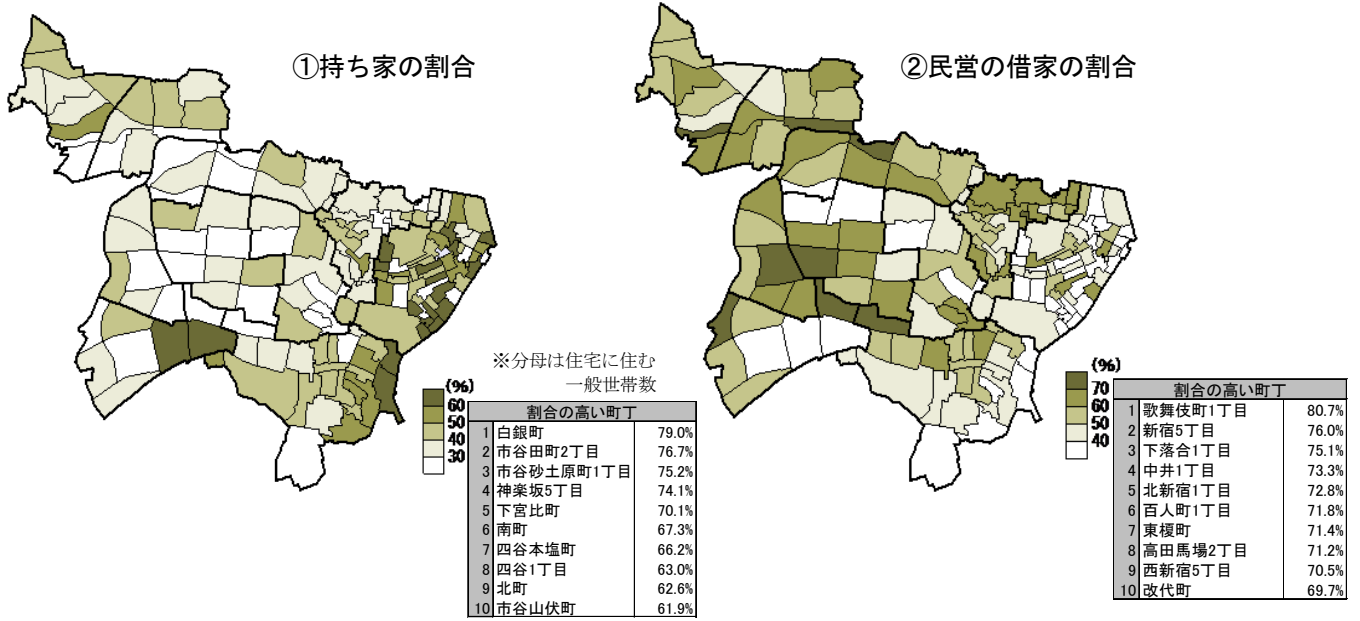 ①持ち家の割合
②民営の借家の割合
※分母は住宅に住む
一般世帯数
(%)
60
50
40
30
割合の高い町丁
1 白銀町 79.0%
2 市谷田町2丁目 76.7%
3 市谷砂土原町1丁目 75.2%
4 神楽坂5丁目 74.1%
5 下宮比町 70.1%
6 南町 67.3%
7 四谷本塩町 66.2%
8 四谷1丁目 63.0%
9 北町 62.6%
10 市谷山伏町 61.9%
(%)
70
60
50
40
割合の高い町丁
1 歌舞伎町1丁目 80.7%
2 新宿5丁目 76.0%
3 下落合1丁目 75.1%
4 中井1丁目 73.3%
5 北新宿1丁目 72.8%
6 百人町1丁目 71.8%
7 東榎町 71.4%
8 高田馬場2丁目 71.2%
9 西新宿5丁目 70.5%
10 改代町 69.7%